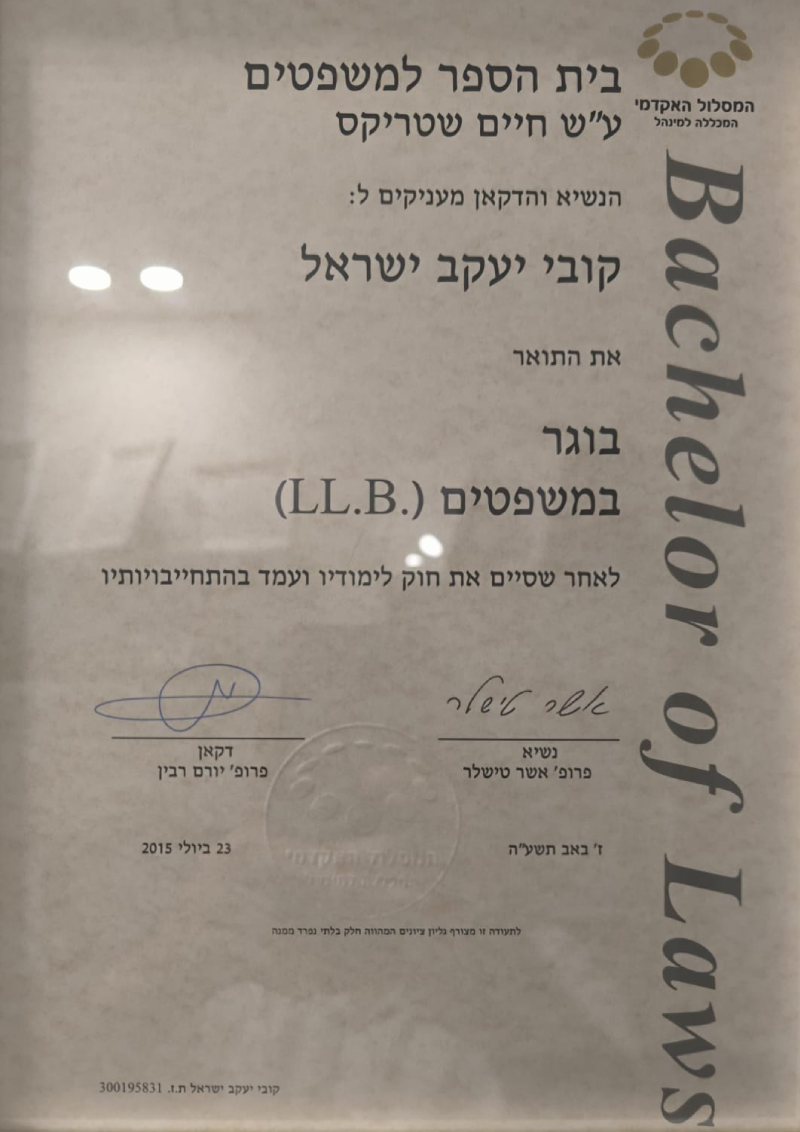 המסלול האקדמי
המכללה למינהל
בית הספר למשפטים
ע״ש חיים שטריקס
הנשיא והדקאן מעניקים ל:
קובי יעקב ישראל
את התואר
בוגר
במשפטים (LL.B.)
לאחר שסיים את חוק לימודיו ועמד בהתחייבויותיו
אשר טישלר
נשיא
פרופ׳ אשר טישלר
דקאן
פרופ׳ יורם רבין
ז׳ באב תשע״ה
23 ביולי 2015
לתעודה זו מצורף גליון ציונים המהווה חלק בלתי נפרד ממנה
קובי יעקב ישראל ת.ז. 300195831
Bachelor of Laws